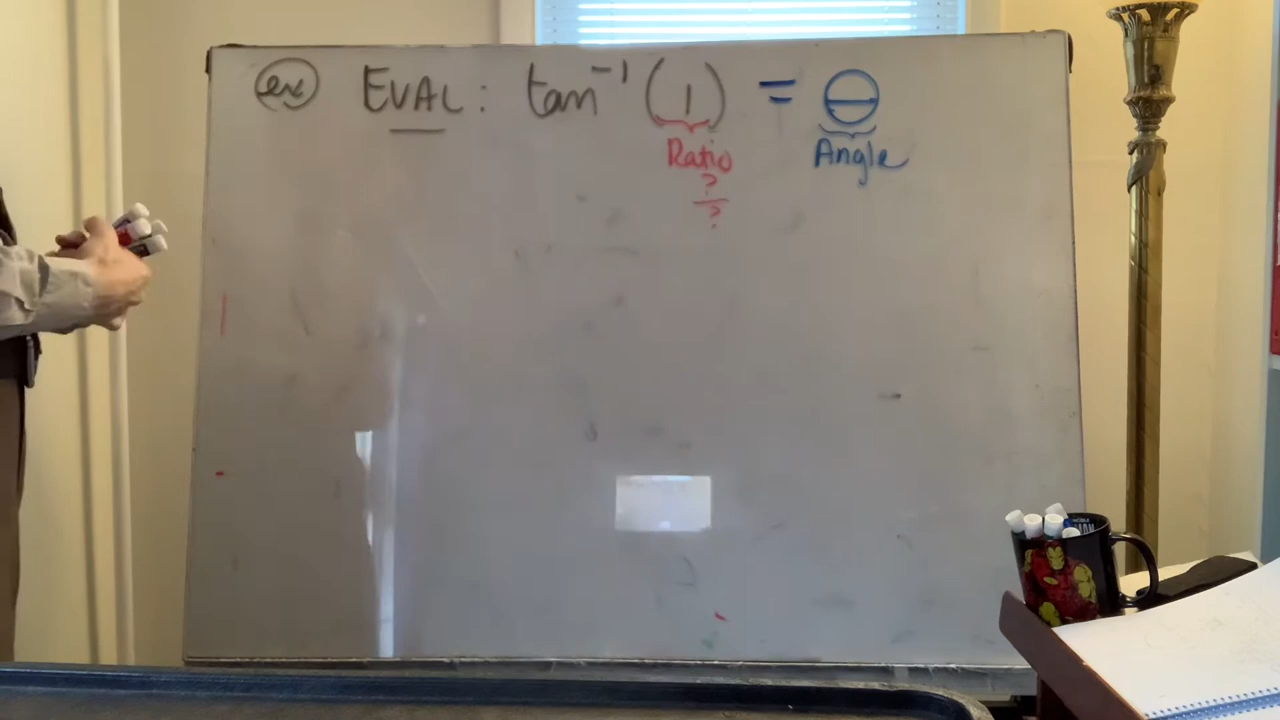 ex EVAL: tan⁻¹(1) = θ
Ratio Angle
?
?